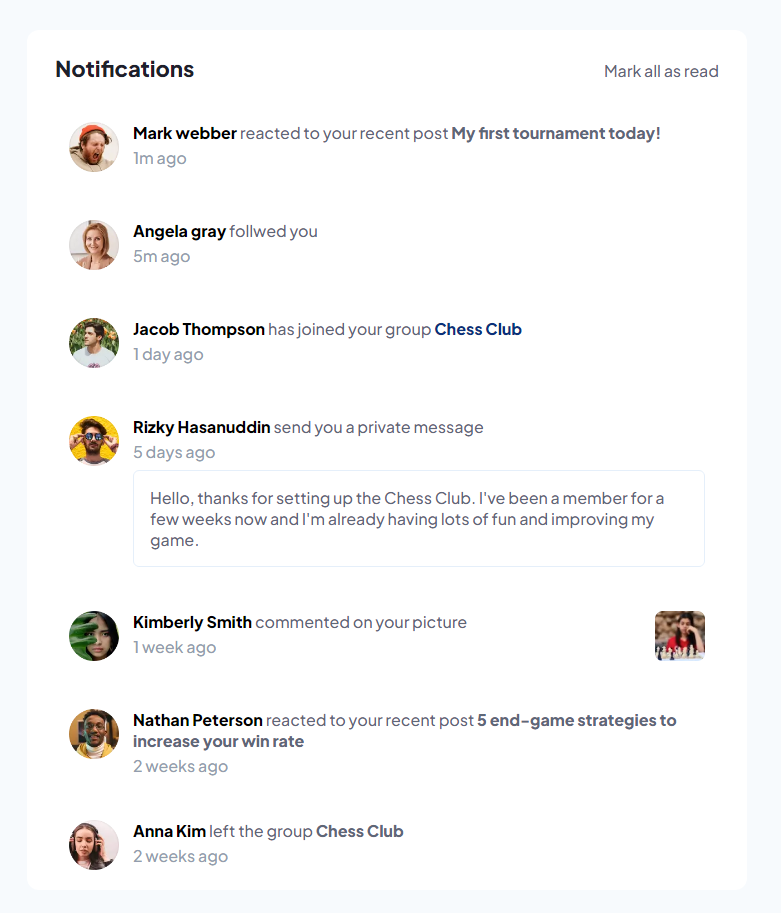 Notifications
Mark all as read
Mark webber reacted to your recent post My first tournament today!
1m ago
Angela gray follwed you
5m ago
Jacob Thompson has joined your group Chess Club
1 day ago
Rizky Hasanuddin send you a private message
5 days ago
Hello, thanks for setting up the Chess Club. I've been a member for a
few weeks now and I'm already having lots of fun and improving my
game.
Kimberly Smith commented on your picture
1 week ago
Nathan Peterson reacted to your recent post 5 end-game strategies to
increase your win rate
2 weeks ago
Anna Kim left the group Chess Club
2 weeks ago